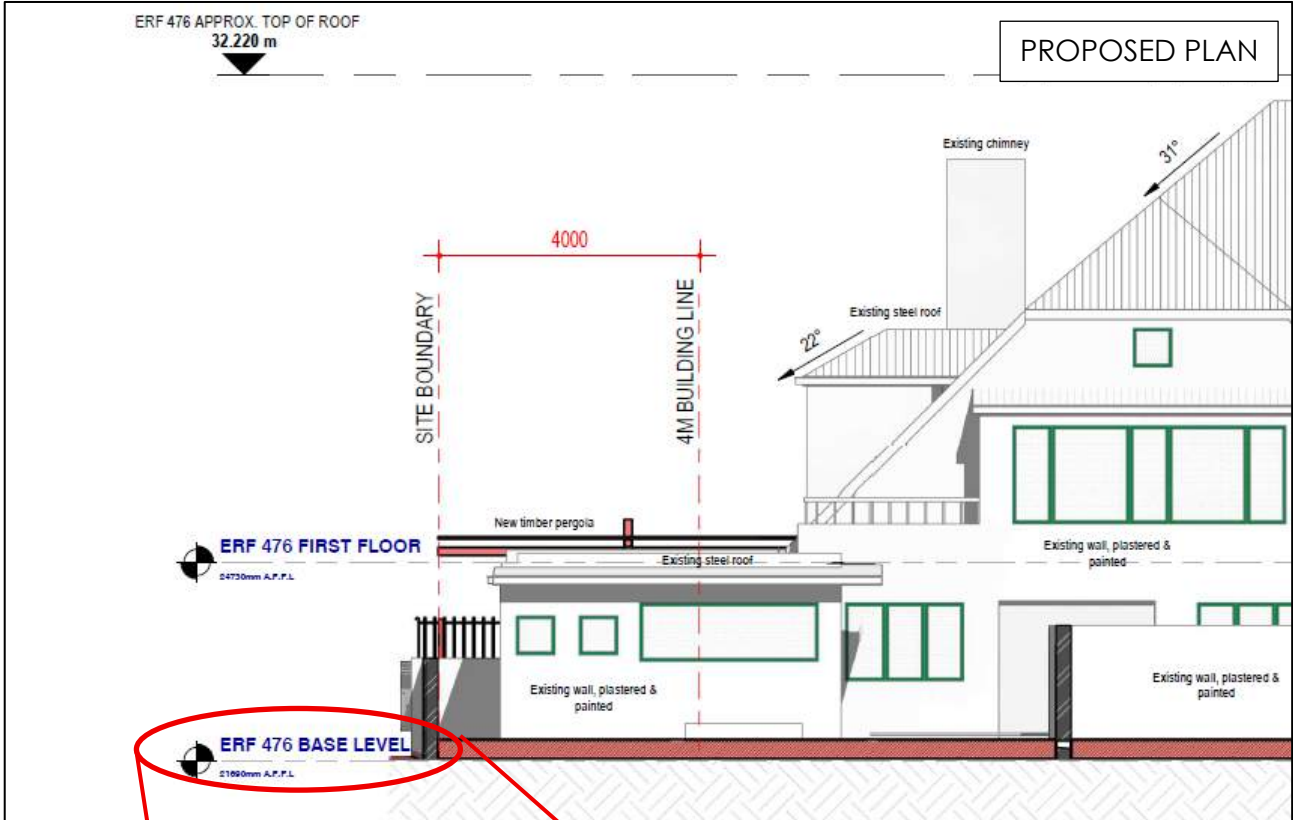 ERF 476 APPROX. TOP OF ROOF
32.220 m
PROPOSED PLAN
Existing chimney
31°
4000
Existing steel roof
22°
SITE BOUNDARY
4M BUILDING LINE
New timber pergola
ERF 476 FIRST FLOOR
24730mm A.F.F.L
Existing steel roof
Existing wall, plastered &
painted
Existing wall, plastered &
painted
Existing wall, plastered &
painted
ERF 476 BASE LEVEL
21690mm A.F.F.L